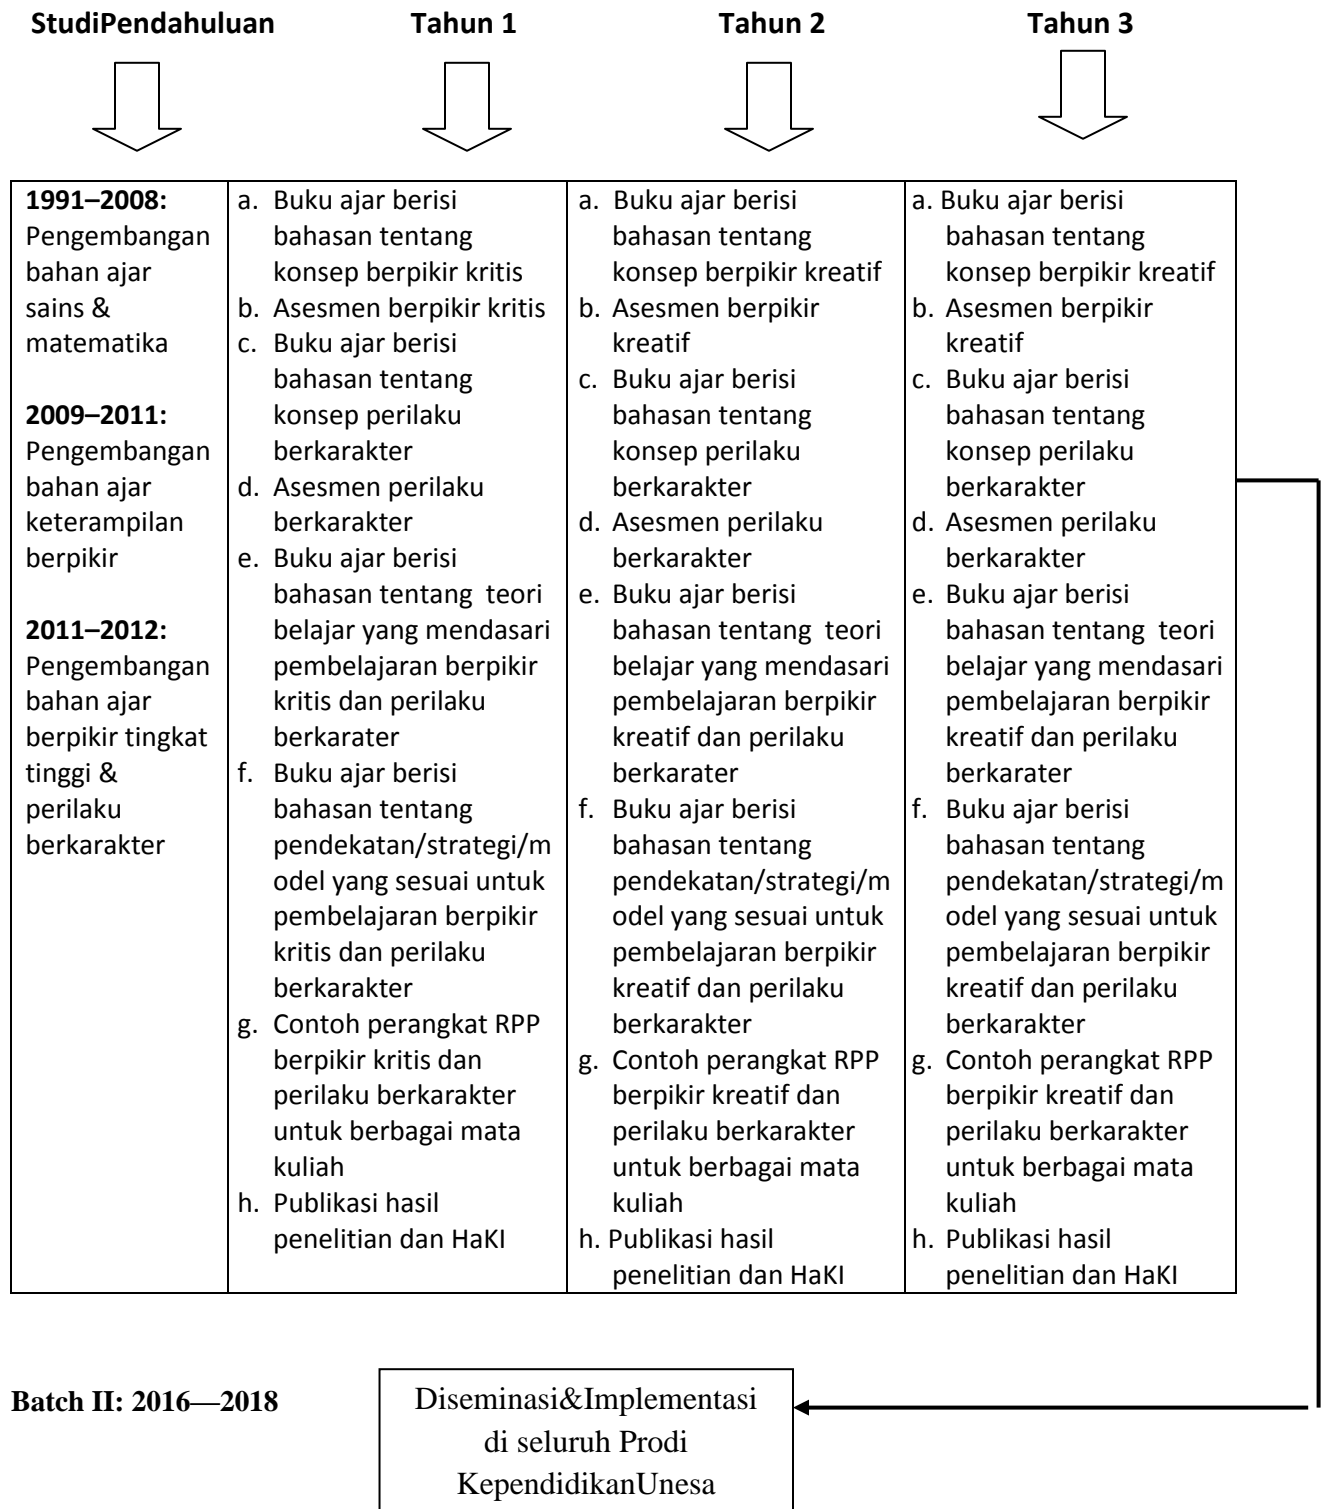 StudiPendahuluan Tahun 1 Tahun 2 Tahun 3
1991–2008:
Pengembangan
bahan ajar
sains &
matematika
2009–2011:
Pengembangan
bahan ajar
keterampilan
berpikir
2011–2012:
Pengembangan
bahan ajar
berpikir tingkat
tinggi &
perilaku
berkarakter
a. Buku ajar berisi
bahasan tentang
konsep berpikir kritis
b. Asesmen berpikir kritis
c. Buku ajar berisi
bahasan tentang
konsep perilaku
berkarakter
d. Asesmen perilaku
berkarakter
e. Buku ajar berisi
bahasan tentang teori
belajar yang mendasari
pembelajaran berpikir
kritis dan perilaku
berkarater
f. Buku ajar berisi
bahasan tentang
pendekatan/strategi/m
odel yang sesuai untuk
pembelajaran berpikir
kritis dan perilaku
berkarakter
g. Contoh perangkat RPP
berpikir kritis dan
perilaku berkarakter
untuk berbagai mata
kuliah
h. Publikasi hasil
penelitian dan HaKI
a. Buku ajar berisi
bahasan tentang
konsep berpikir kreatif
b. Asesmen berpikir
kreatif
c. Buku ajar berisi
bahasan tentang
konsep perilaku
berkarakter
d. Asesmen perilaku
berkarakter
e. Buku ajar berisi
bahasan tentang teori
belajar yang mendasari
pembelajaran berpikir
kreatif dan perilaku
berkarater
f. Buku ajar berisi
bahasan tentang
pendekatan/strategi/m
odel yang sesuai untuk
pembelajaran berpikir
kreatif dan perilaku
berkarakter
g. Contoh perangkat RPP
berpikir kreatif dan
perilaku berkarakter
untuk berbagai mata
kuliah
h. Publikasi hasil
penelitian dan HaKI
a. Buku ajar berisi
bahasan tentang
konsep berpikir kreatif
b. Asesmen berpikir
kreatif
c. Buku ajar berisi
bahasan tentang
konsep perilaku
berkarakter
d. Asesmen perilaku
berkarakter
e. Buku ajar berisi
bahasan tentang teori
belajar yang mendasari
pembelajaran berpikir
kreatif dan perilaku
berkarater
f. Buku ajar berisi
bahasan tentang
pendekatan/strategi/m
odel yang sesuai untuk
pembelajaran berpikir
kreatif dan perilaku
berkarakter
g. Contoh perangkat RPP
berpikir kreatif dan
perilaku berkarakter
untuk berbagai mata
kuliah
h. Publikasi hasil
penelitian dan HaKI
Batch II: 2016—2018
Diseminasi&Implementasi
di seluruh Prodi
KependidikanUnesa